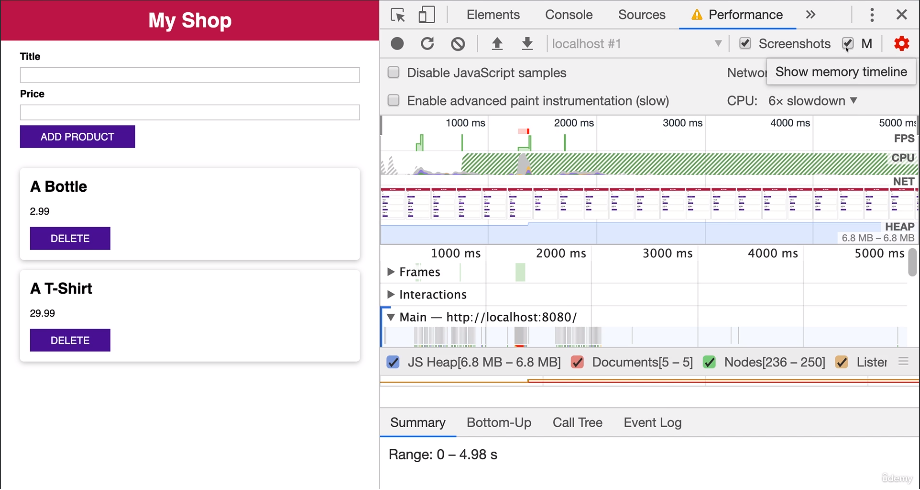 My Shop
Title
Price
ADD PRODUCT
A Bottle
2.99
DELETE
A T-Shirt
29.99
DELETE
Elements Console Sources Performance
localhost #1 Screenshots M
Show memory timeline
Disable JavaScript samples Netwo
Enable advanced paint instrumentation (slow) CPU: 6× slowdown
1000 ms 2000 ms 3000 ms 4000 ms 5000 ms
FPS
CPU
NET
HEAP
6.8 MB – 6.8 MB
1000 ms 2000 ms 3000 ms 4000 ms 5000 ms
Frames
Interactions
Main — http://localhost:8080/
JS Heap[6.8 MB – 6.8 MB] Documents[5 – 5] Nodes[236 – 250] Lister
Summary Bottom-Up Call Tree Event Log
Range: 0 – 4.98 s
ûdemy